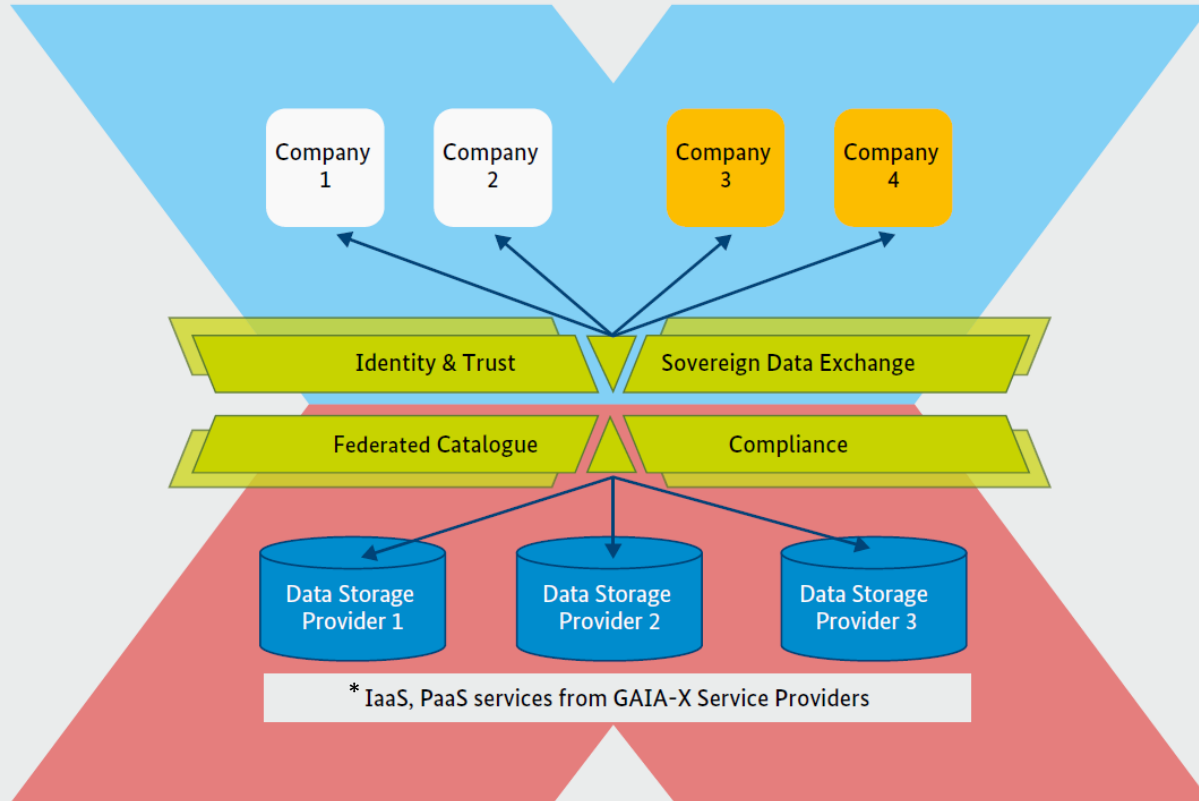 Company
1
Company
2
Company
3
Company
4
Identity & Trust
Sovereign Data Exchange
Federated Catalogue
Compliance
Data Storage
Provider 1
Data Storage
Provider 2
Data Storage
Provider 3
* IaaS, PaaS services from GAIA-X Service Providers